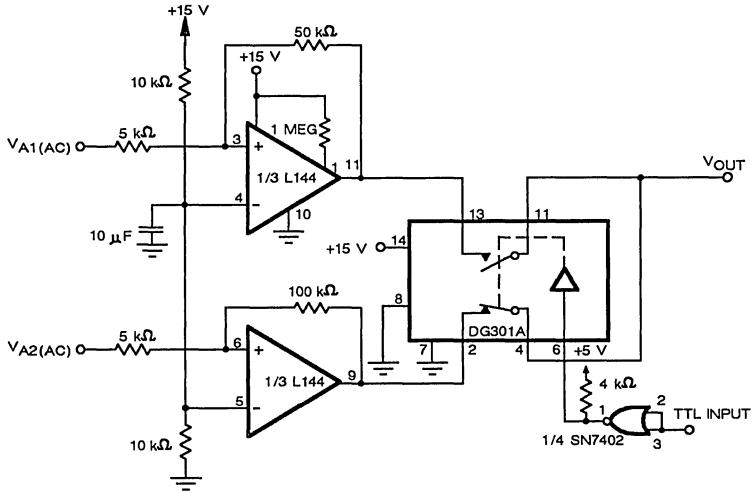 +15 V
50 kΩ
+15 V
10 kΩ
1 MEG
5 kΩ
VA1(AC)
3
+
1
11
1/3 L144
4
–
10
10 µF
VOUT
13
11
+15 V
14
8
DG301A
7
2
4
6
+5 V
100 kΩ
5 kΩ
VA2(AC)
6
+
9
1/3 L144
5
–
10 kΩ
4 kΩ
1
2
3
TTL INPUT
1/4 SN7402